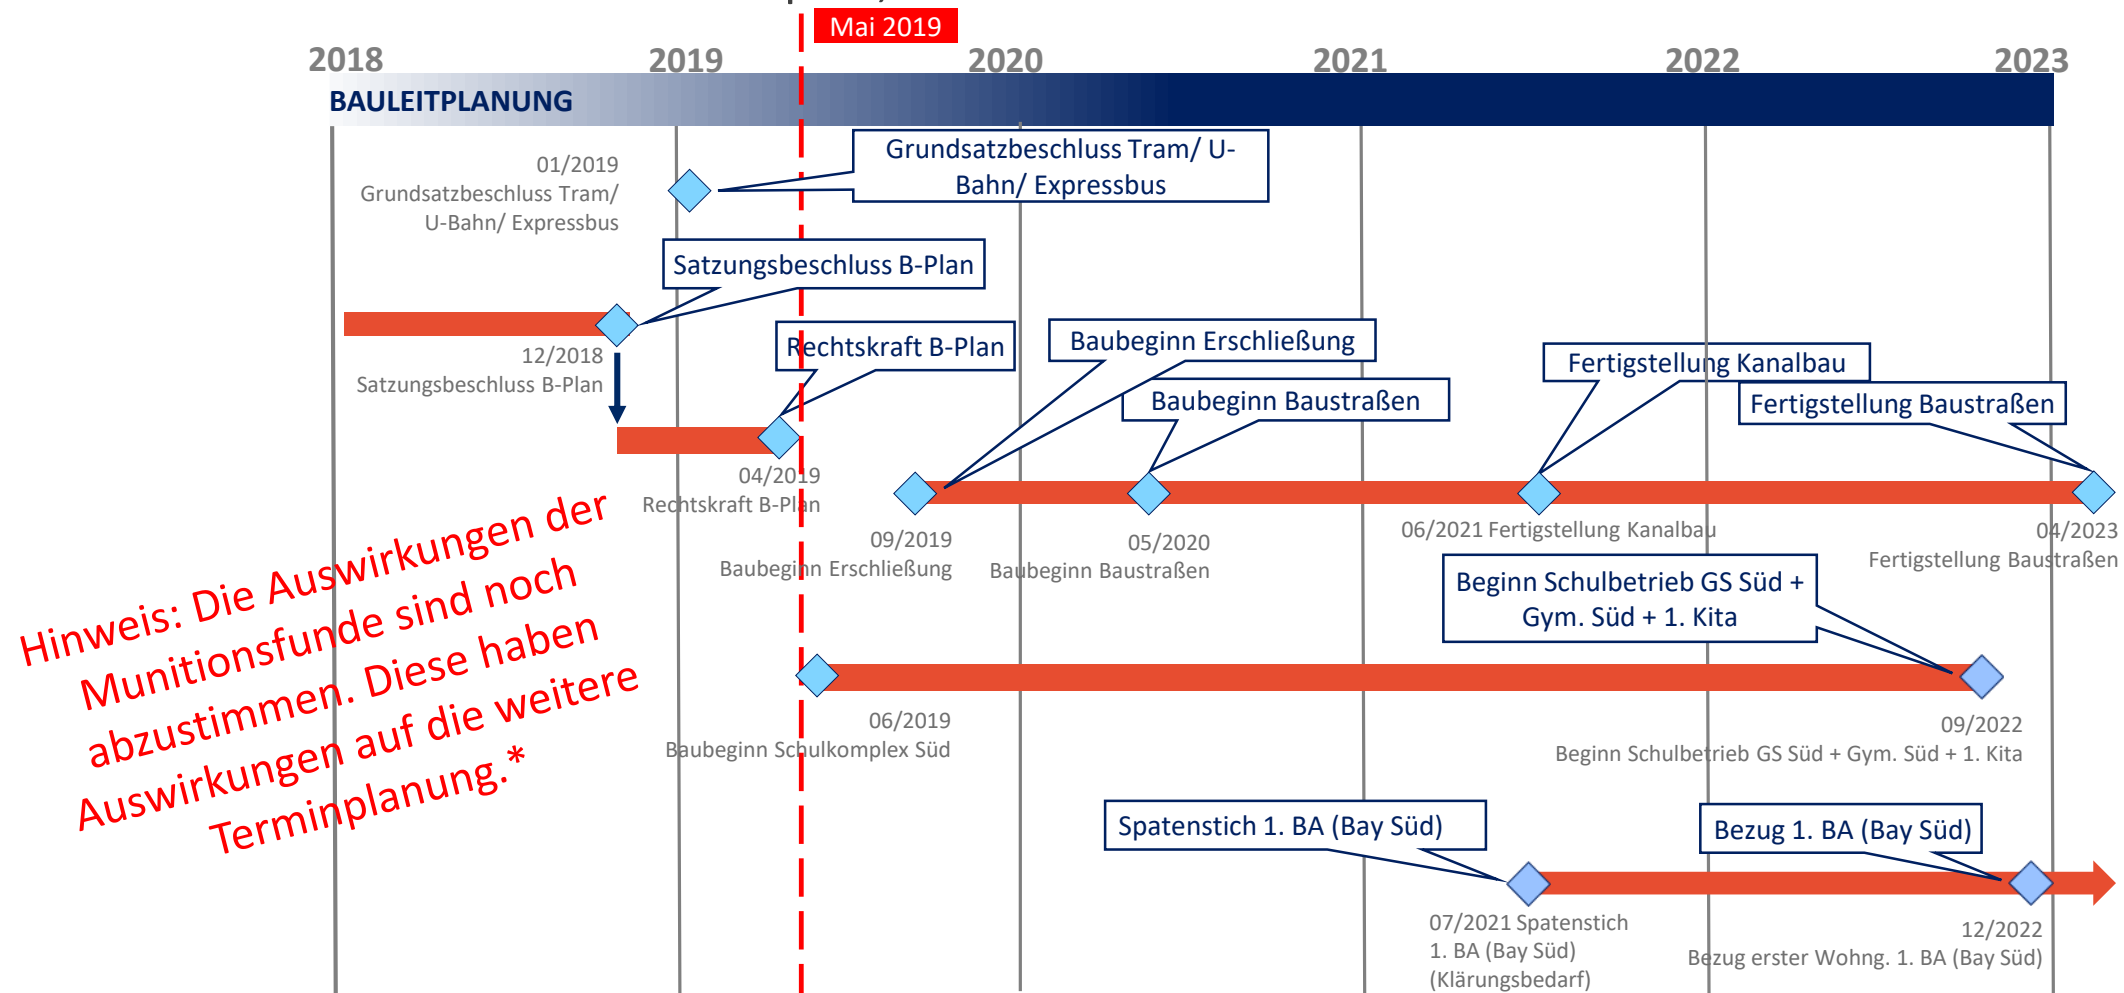 Mai 2019
2018
2019
2020
2021
2022
2023
BAULEITPLANUNG
01/2019
Grundsatzbeschluss Tram/
U-Bahn/ Expressbus
Grundsatzbeschluss Tram/ U-
Bahn/ Expressbus
Satzungsbeschluss B-Plan
12/2018
Satzungsbeschluss B-Plan
Rechtskraft B-Plan
04/2019
Rechtskraft B-Plan
Baubeginn Erschließung
Baubeginn Baustraßen
Fertigstellung Kanalbau
Fertigstellung Baustraßen
09/2019
Baubeginn Erschließung
05/2020
Baubeginn Baustraßen
06/2021 Fertigstellung Kanalbau
04/2023
Fertigstellung Baustraßen
Hinweis: Die Auswirkungen der
Munitionsfunde sind noch
abzustimmen. Diese haben
Auswirkungen auf die weitere
Terminplanung.*
Beginn Schulbetrieb GS Süd +
Gym. Süd + 1. Kita
06/2019
Baubeginn Schulkomplex Süd
09/2022
Beginn Schulbetrieb GS Süd + Gym. Süd + 1. Kita
Spatenstich 1. BA (Bay Süd)
Bezug 1. BA (Bay Süd)
07/2021 Spatenstich
1. BA (Bay Süd)
(Klärungsbedarf)
12/2022
Bezug erster Wohng. 1. BA (Bay Süd)